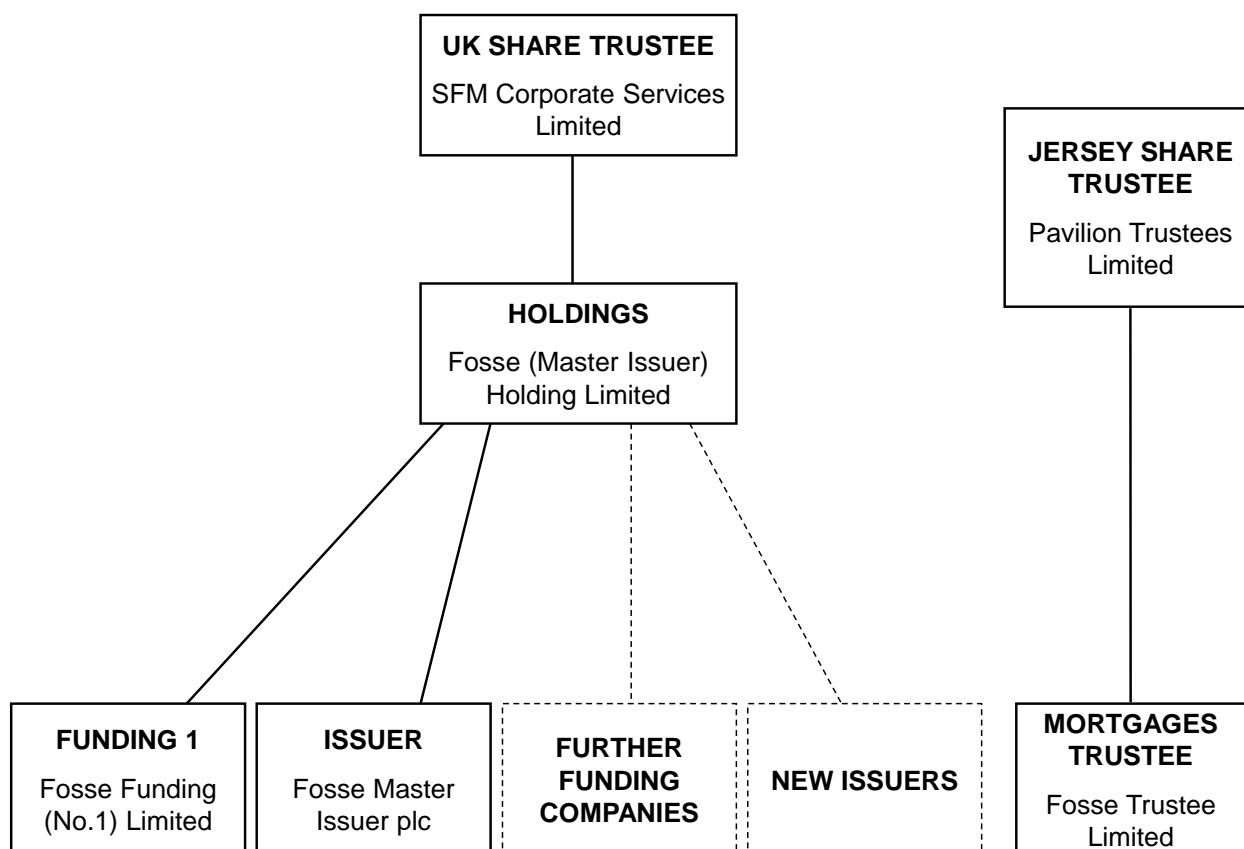 UK SHARE TRUSTEE
SFM Corporate Services
Limited
JERSEY SHARE
TRUSTEE
Pavilion Trustees
Limited
HOLDINGS
Fosse (Master Issuer)
Holding Limited
FUNDING 1
Fosse Funding
(No.1) Limited
ISSUER
Fosse Master
Issuer plc
FURTHER
FUNDING
COMPANIES
NEW ISSUERS
MORTGAGES
TRUSTEE
Fosse Trustee
Limited